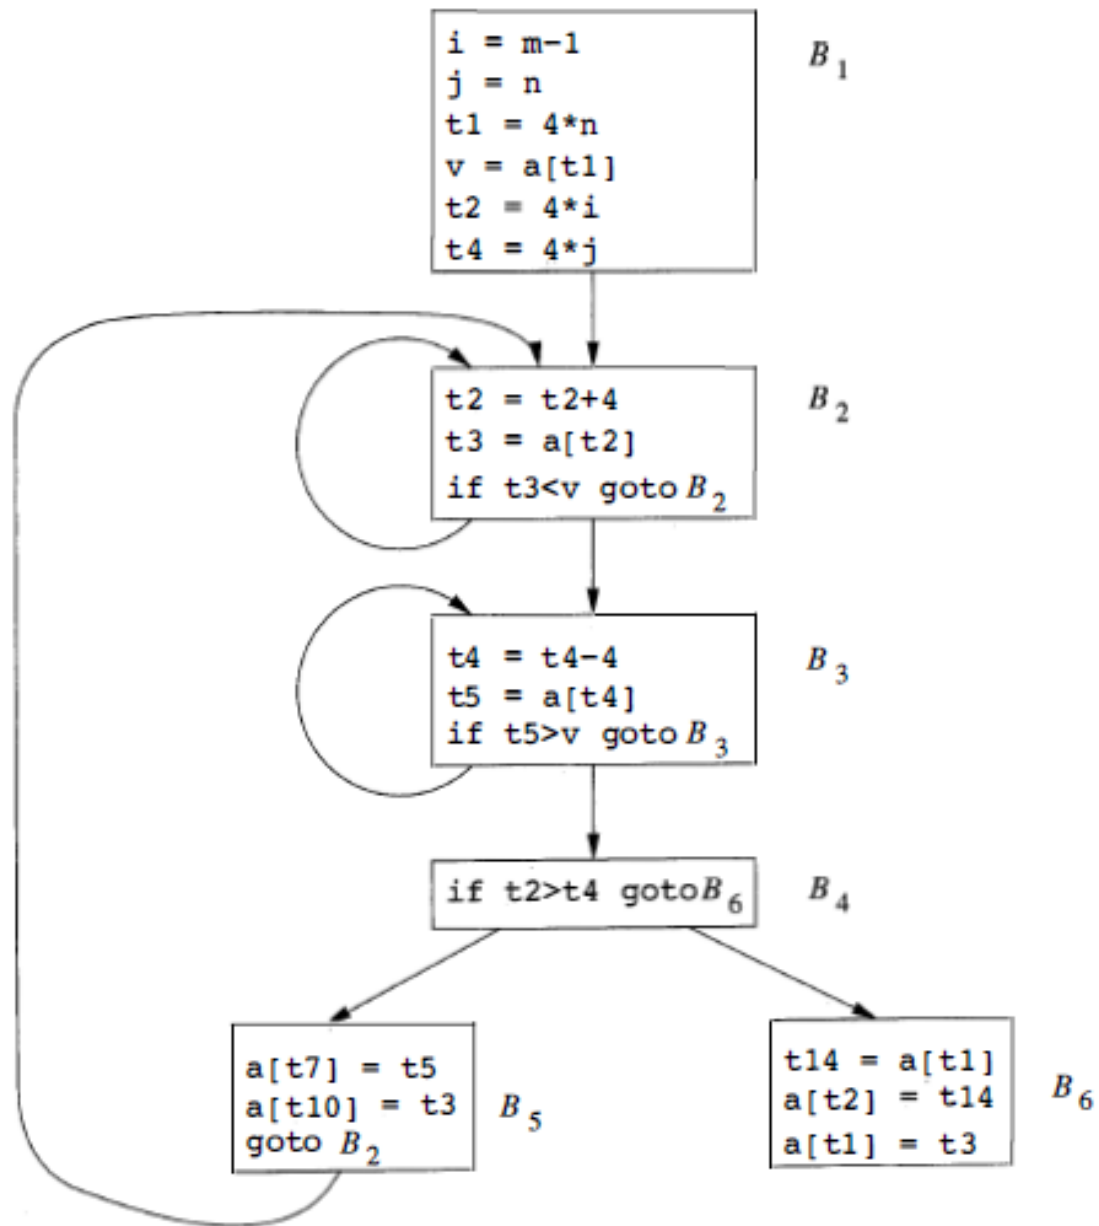 i = m-1
j = n
t1 = 4*n
v = a[t1]
t2 = 4*i
t4 = 4*j
B1
t2 = t2+4
t3 = a[t2]
if t3<v goto B2
B2
t4 = t4-4
t5 = a[t4]
if t5>v goto B3
B3
if t2>t4 goto B6
B4
a[t7] = t5
a[t10] = t3
goto B2
B5
t14 = a[t1]
a[t2] = t14
a[t1] = t3
B6